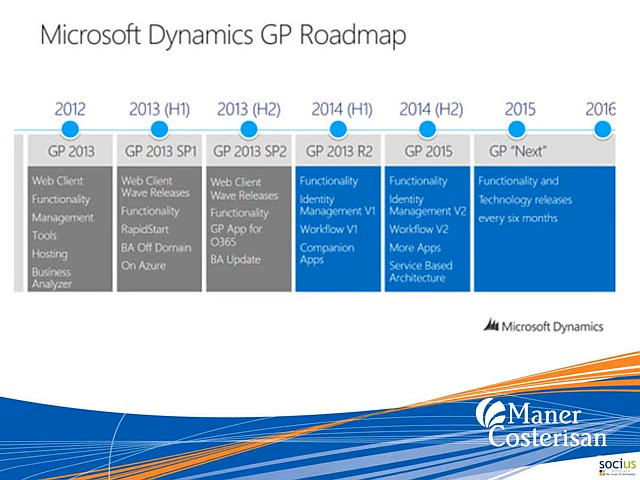 Microsoft Dynamics GP Roadmap
2012
2013 (H1)
2013 (H2)
2014 (H1)
2014 (H2)
2015
2016
GP 2013
GP 2013 SP1
GP 2013 SP2
GP 2013 R2
GP 2015
GP "Next"
Web Client
Functionality
Management
Tools
Hosting
Business
Analyzer
Web Client
Wave Releases
Functionality
RapidStart
BA Off Domain
On Azure
Web Client
Wave Releases
Functionality
GP App for
O365
BA Update
Functionality
Identity
Management V1
Workflow V1
Companion
Apps
Functionality
Identity
Management V2
Workflow V2
More Apps
Service Based
Architecture
Functionality and
Technology releases
every six months
Microsoft Dynamics
Maner
Costerisan
socius